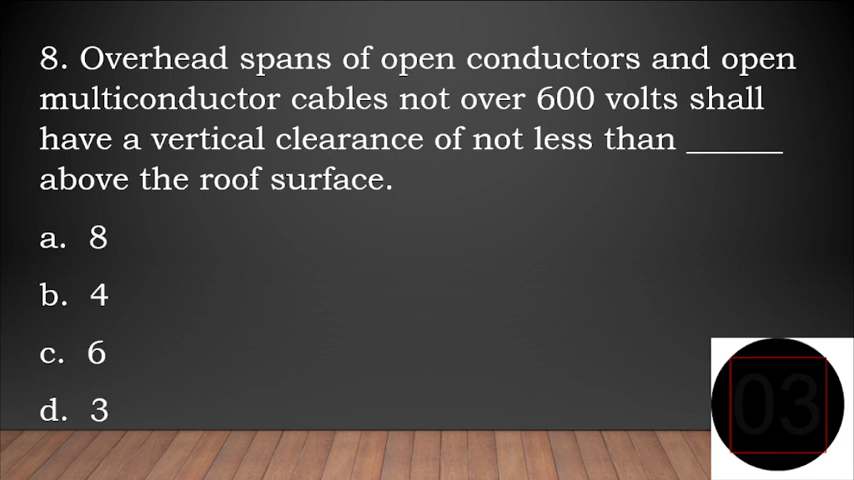 8. Overhead spans of open conductors and open
multiconductor cables not over 600 volts shall
have a vertical clearance of not less than ______
above the roof surface.
a. 8
b. 4
c. 6
d. 3
03